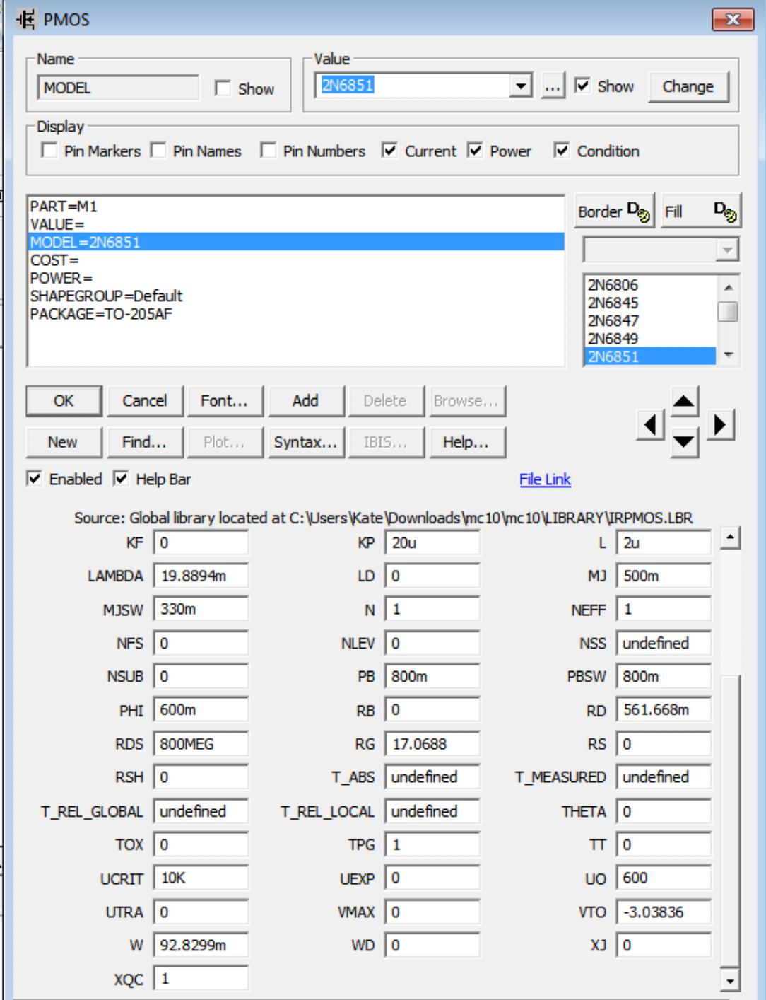 PMOS
Name
MODEL Show
Value
2N6851 ... Show Change
Display
Pin Markers Pin Names Pin Numbers Current Power Condition
PART=M1
VALUE=
MODEL=2N6851
COST=
POWER=
SHAPEGROUP=Default
PACKAGE=TO-205AF
Border Fill
2N6806
2N6845
2N6847
2N6849
2N6851
OK Cancel Font... Add Delete Browse...
New Find... Plot... Syntax... IBIS... Help...
Enabled Help Bar File Link
Source: Global library located at C:\Users\Kate\Downloads\mc10\mc10\LIBRARY\IRPMOS.LBR
KF 0 KP 20u L 2u
LAMBDA 19.8894m LD 0 MJ 500m
MJSW 330m N 1 NEFF 1
NFS 0 NLEV 0 NSS undefined
NSUB 0 PB 800m PBSW 800m
PHI 600m RB 0 RD 561.668m
RDS 800MEG RG 17.0688 RS 0
RSH 0 T_ABS undefined T_MEASURED undefined
T_REL_GLOBAL undefined T_REL_LOCAL undefined THETA 0
TOX 0 TPG 1 TT 0
UCRIT 10K UEXP 0 UO 600
UTRA 0 VMAX 0 VTO -3.03836
W 92.8299m WD 0 XJ 0
XQC 1